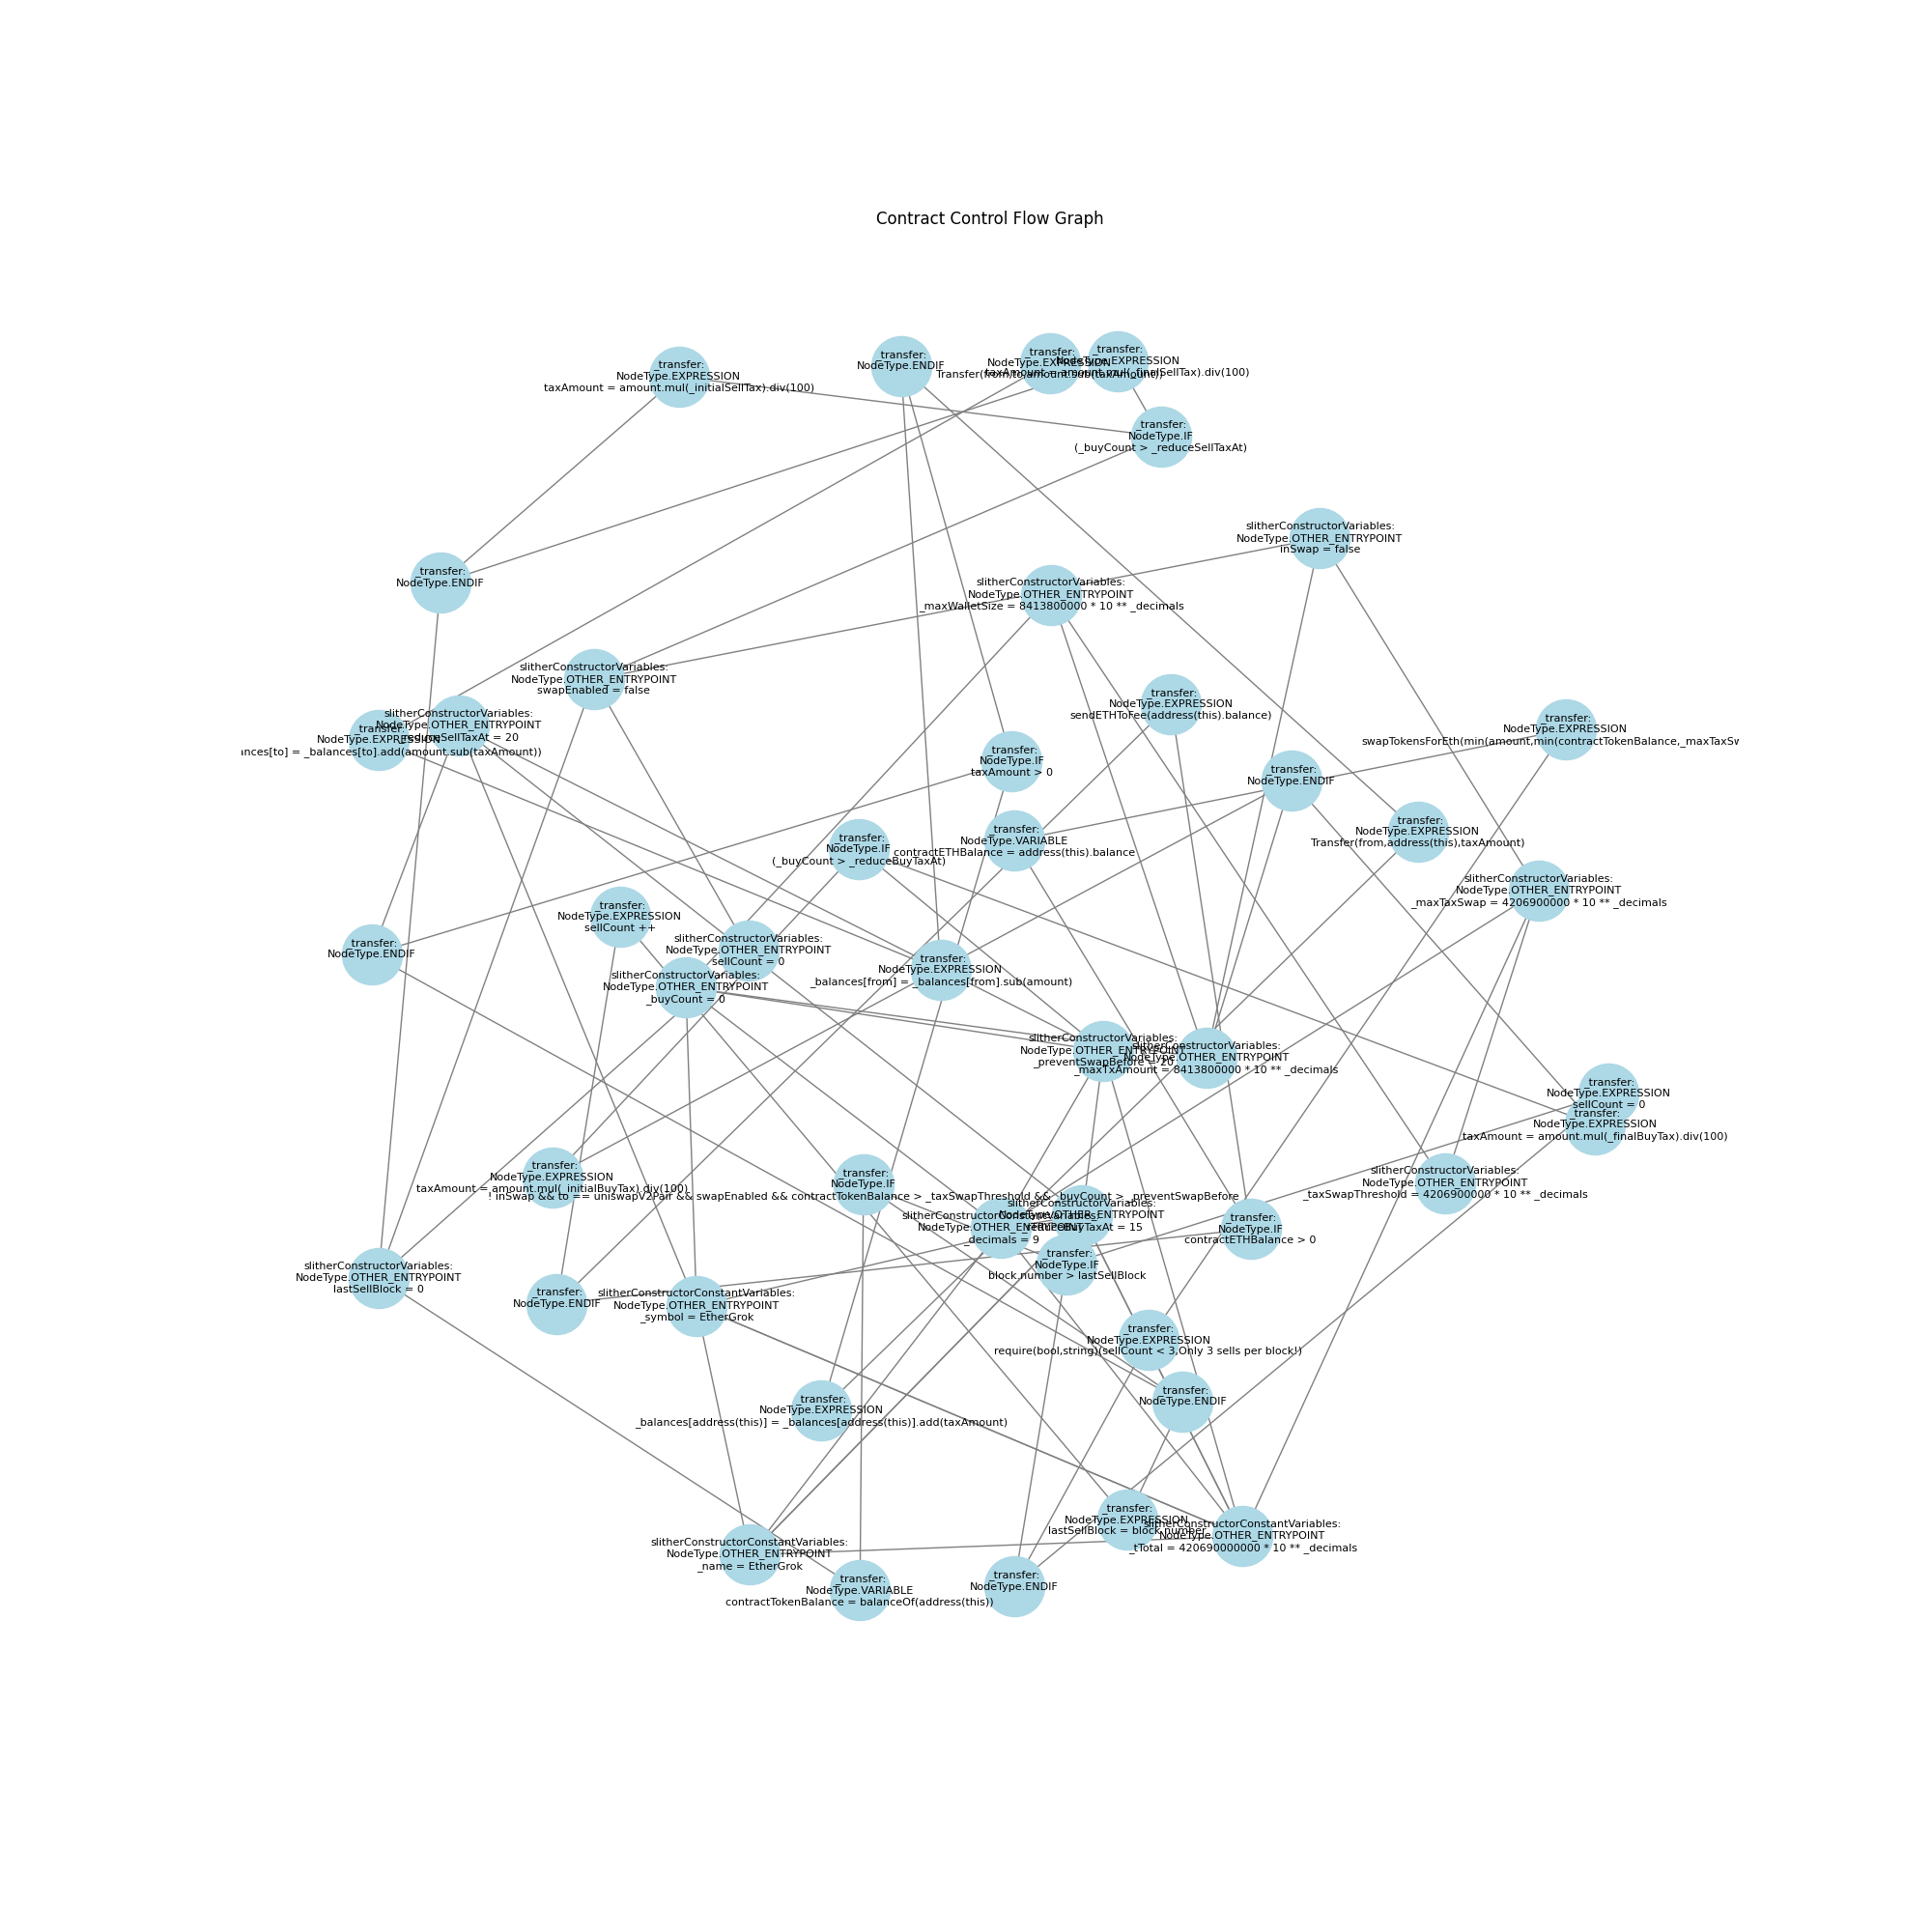 Contract Control Flow Graph
_transfer:
NodeType.EXPRESSION
taxAmount = amount.mul(_initialSellTax).div(100)
_transfer:
NodeType.ENDIF
_transfer:
NodeType.EXPRESSION
Transfer(from,to,amount.sub(taxAmount))
_transfer:
NodeType.EXPRESSION
taxAmount = amount.mul(_finalSellTax).div(100)
_transfer:
NodeType.IF
(_buyCount > _reduceSellTaxAt)
slitherConstructorVariables:
NodeType.OTHER_ENTRYPOINT
inSwap = false
_transfer:
NodeType.ENDIF
slitherConstructorVariables:
NodeType.OTHER_ENTRYPOINT
_maxWalletSize = 8413800000 * 10 ** _decimals
slitherConstructorVariables:
NodeType.OTHER_ENTRYPOINT
swapEnabled = false
slitherConstructorVariables:
NodeType.OTHER_ENTRYPOINT
_reduceSellTaxAt = 20
_transfer:
NodeType.EXPRESSION
ances[to] = _balances[to].add(amount.sub(taxAmount))
_transfer:
NodeType.EXPRESSION
sendETHToFee(address(this).balance)
_transfer:
NodeType.EXPRESSION
swapTokensForEth(min(amount,min(contractTokenBalance,_maxTaxSw
_transfer:
NodeType.IF
taxAmount > 0
_transfer:
NodeType.ENDIF
_transfer:
NodeType.EXPRESSION
Transfer(from,address(this),taxAmount)
_transfer:
NodeType.VARIABLE
contractETHBalance = address(this).balance
_transfer:
NodeType.IF
(_buyCount > _reduceBuyTaxAt)
slitherConstructorVariables:
NodeType.OTHER_ENTRYPOINT
_maxTaxSwap = 4206900000 * 10 ** _decimals
_transfer:
NodeType.EXPRESSION
sellCount ++
_transfer:
NodeType.ENDIF
slitherConstructorVariables:
NodeType.OTHER_ENTRYPOINT
sellCount = 0
slitherConstructorVariables:
NodeType.OTHER_ENTRYPOINT
_buyCount = 0
_transfer:
NodeType.EXPRESSION
_balances[from] = _balances[from].sub(amount)
slitherConstructorVariables:
NodeType.OTHER_ENTRYPOINT
_preventSwapBefore = 20
slitherConstructorVariables:
NodeType.OTHER_ENTRYPOINT
_maxTxAmount = 8413800000 * 10 ** _decimals
_transfer:
NodeType.EXPRESSION
sellCount = 0
_transfer:
NodeType.EXPRESSION
taxAmount = amount.mul(_finalBuyTax).div(100)
_transfer:
NodeType.EXPRESSION
taxAmount = amount.mul(_initialBuyTax).div(100)
_transfer:
NodeType.IF
! inSwap && to == uniswapV2Pair && swapEnabled && contractTokenBalance > _taxSwapThreshold && _buyCount > _preventSwapBefore
slitherConstructorVariables:
NodeType.OTHER_ENTRYPOINT
_taxSwapThreshold = 4206900000 * 10 ** _decimals
slitherConstructorVariables:
NodeType.OTHER_ENTRYPOINT
_reduceBuyTaxAt = 15
slitherConstructorConstantVariables:
NodeType.OTHER_ENTRYPOINT
_decimals = 9
_transfer:
NodeType.IF
contractETHBalance > 0
_transfer:
NodeType.IF
block.number > lastSellBlock
slitherConstructorVariables:
NodeType.OTHER_ENTRYPOINT
lastSellBlock = 0
_transfer:
NodeType.ENDIF
slitherConstructorConstantVariables:
NodeType.OTHER_ENTRYPOINT
_symbol = EtherGrok
_transfer:
NodeType.EXPRESSION
require(bool,string)(sellCount < 3,Only 3 sells per block!)
_transfer:
NodeType.ENDIF
_transfer:
NodeType.EXPRESSION
_balances[address(this)] = _balances[address(this)].add(taxAmount)
_transfer:
NodeType.EXPRESSION
lastSellBlock = block.number
slitherConstructorConstantVariables:
NodeType.OTHER_ENTRYPOINT
_tTotal = 420690000000 * 10 ** _decimals
slitherConstructorConstantVariables:
NodeType.OTHER_ENTRYPOINT
_name = EtherGrok
_transfer:
NodeType.VARIABLE
contractTokenBalance = balanceOf(address(this))
_transfer:
NodeType.ENDIF